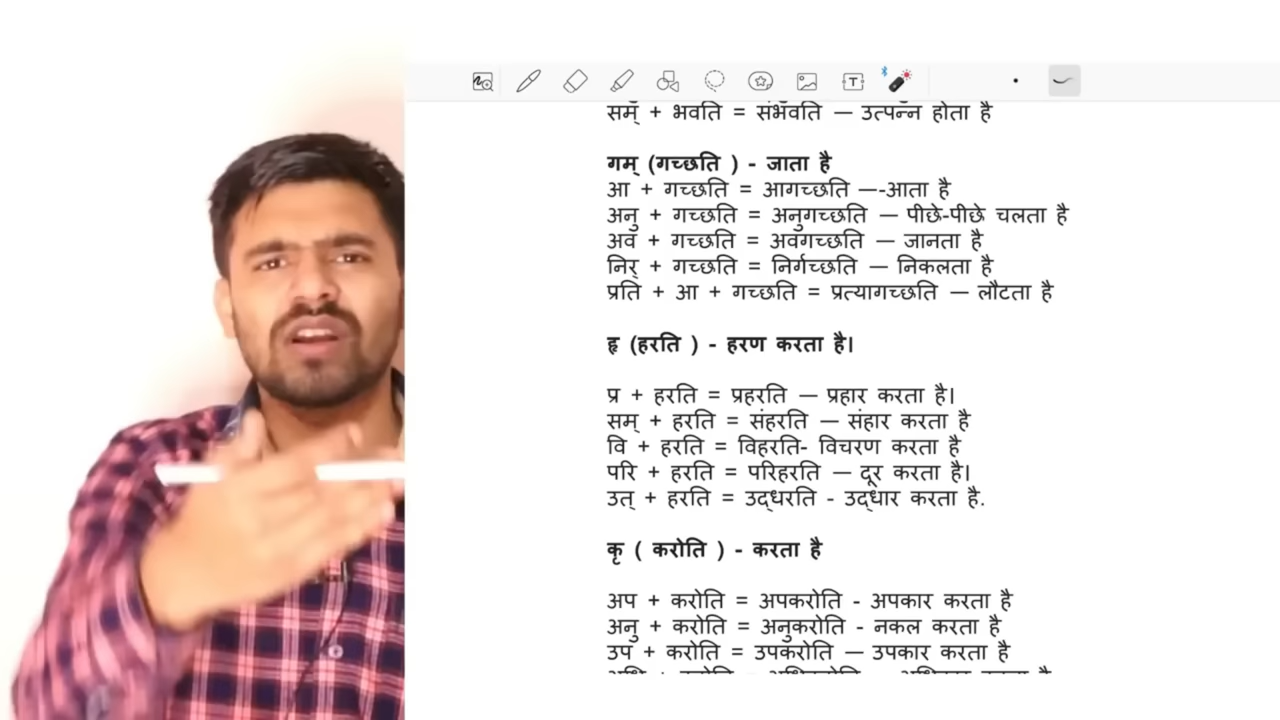 सम् + भवति = संभवति — उत्पन्न होता है
गम् (गच्छति ) - जाता है
आ + गच्छति = आगच्छति —-आता है
अनु + गच्छति = अनुगच्छति — पीछे-पीछे चलता है
अव + गच्छति = अवगच्छति — जानता है
निर् + गच्छति = निर्गच्छति — निकलता है
प्रति + आ + गच्छति = प्रत्यागच्छति — लौटता है
हृ (हरति ) - हरण करता है।
प्र + हरति = प्रहरति — प्रहार करता है।
सम् + हरति = संहरति — संहार करता है
वि + हरति = विहरति- विचरण करता है
परि + हरति = परिहरति — दूर करता है।
उत् + हरति = उद्धरति - उद्धार करता है.
कृ ( करोति ) - करता है
अप + करोति = अपकरोति - अपकार करता है
अनु + करोति = अनुकरोति - नकल करता है
उप + करोति = उपकरोति — उपकार करता है